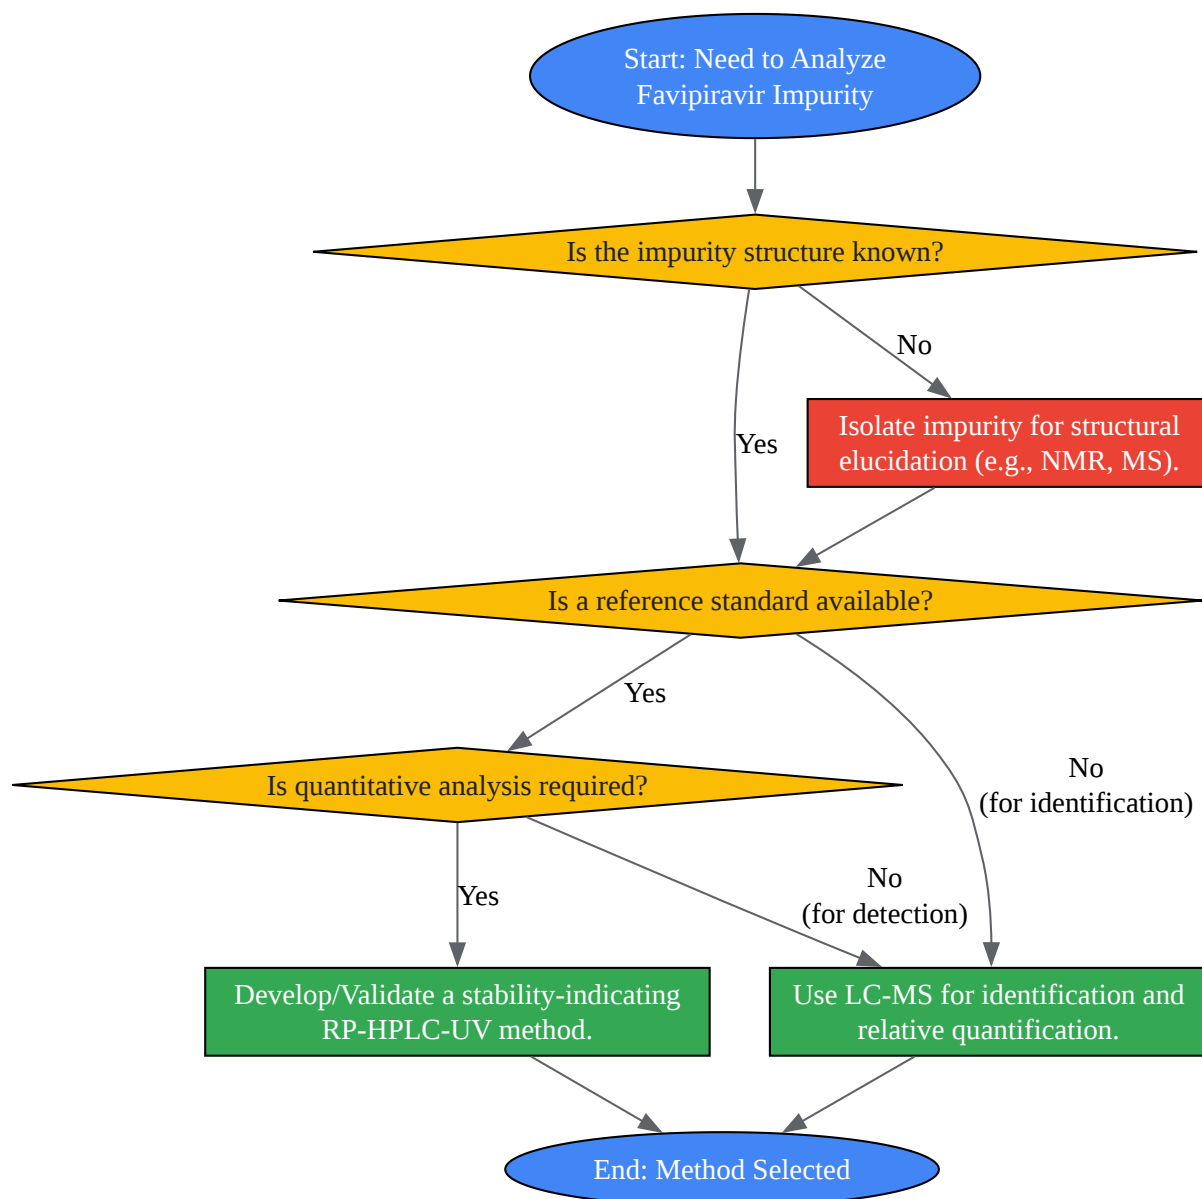 Start: Need to Analyze
Favipiravir Impurity
Is the impurity structure known?
No
Isolate impurity for structural
elucidation (e.g., NMR, MS).
Yes
Is a reference standard available?
Yes
No
(for identification)
Is quantitative analysis required?
Yes
No
(for detection)
Develop/Validate a stability-indicating
RP-HPLC-UV method.
Use LC-MS for identification and
relative quantification.
End: Method Selected